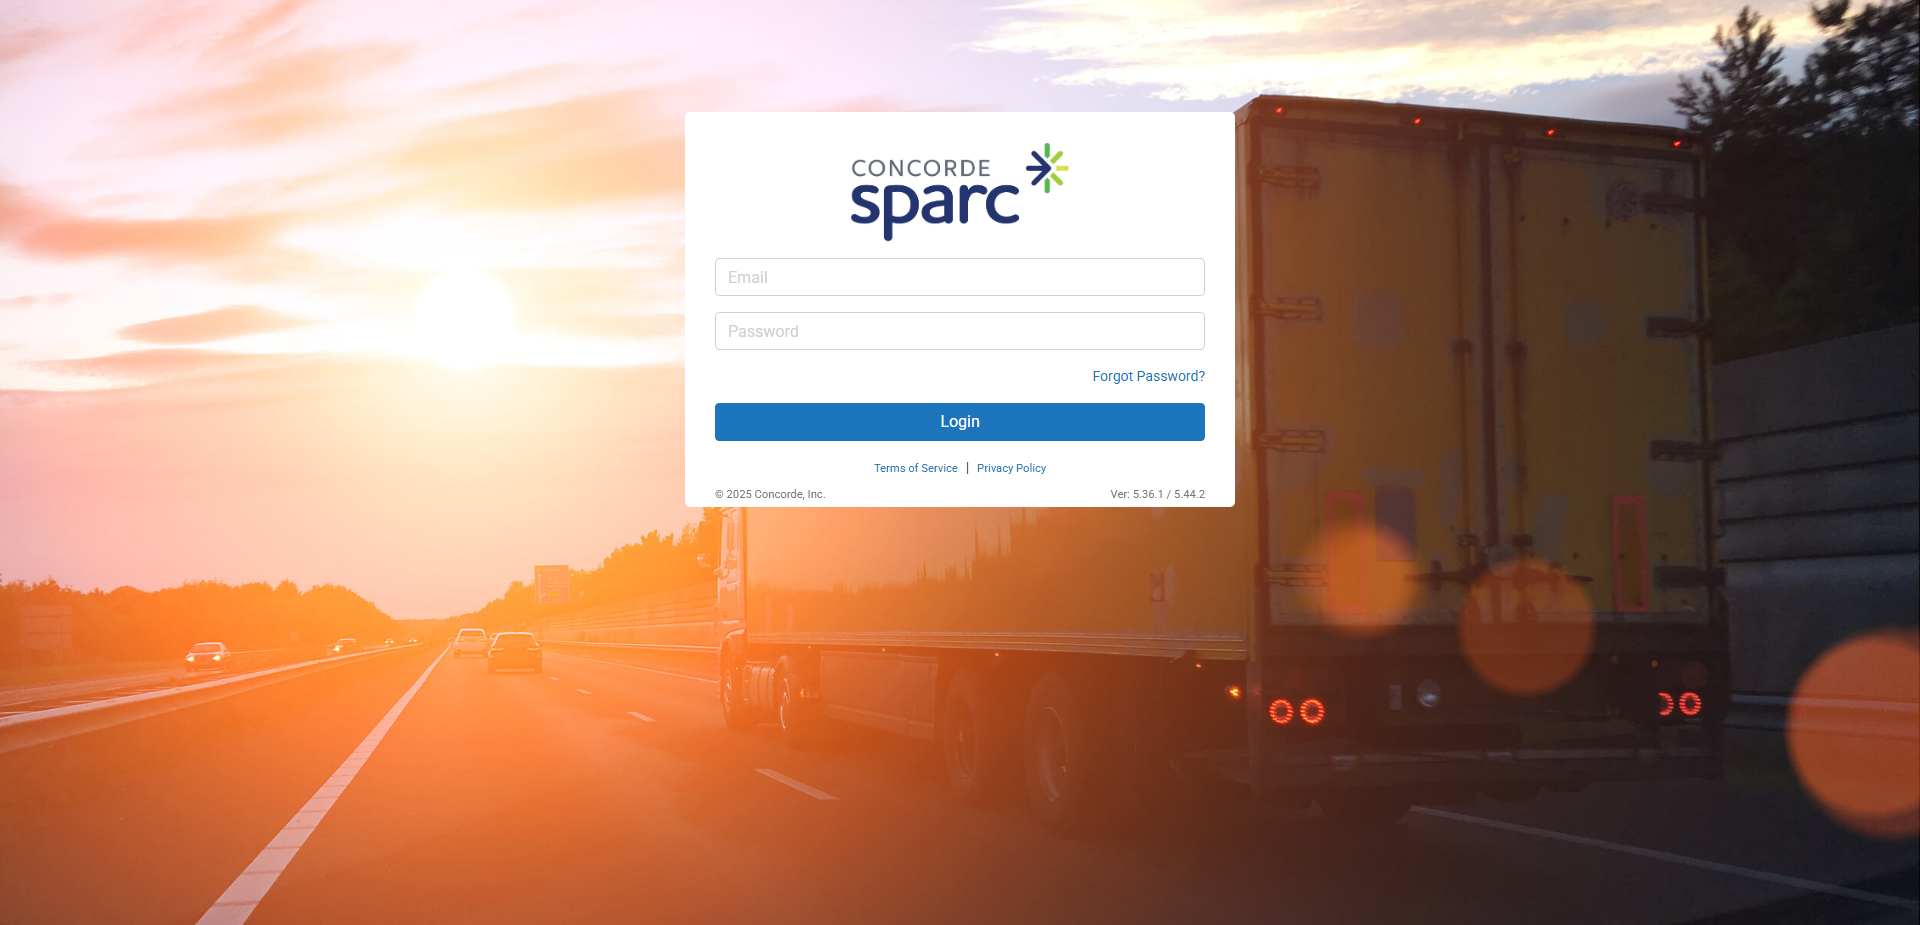 CONCORDE
sparc
Email
Password
Forgot Password?
Login
Terms of Service | Privacy Policy
© 2025 Concorde, Inc. Ver: 5.36.1 / 5.44.2